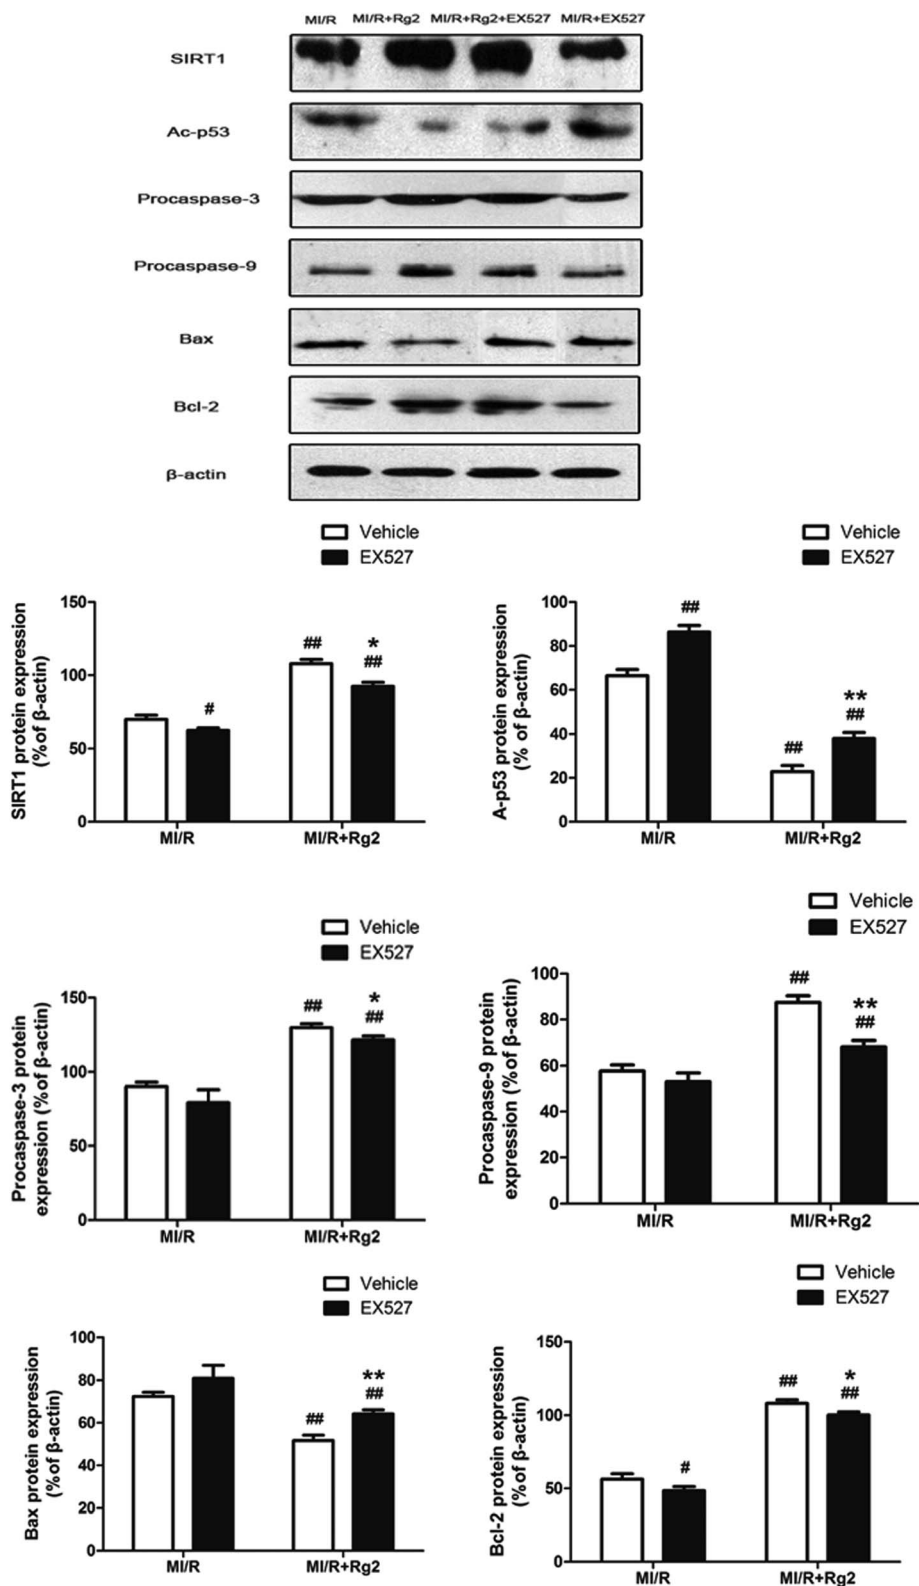 MI/R MI/R+Rg2 MI/R+Rg2+EX527 MI/R+EX527
SIRT1
Ac-p53
Procaspase-3
Procaspase-9
Bax
Bcl-2
β-actin
Vehicle
EX527
SIRT1 protein expression
(%of β-actin)
150
100
50
0
#
##
*
##
MI/R
MI/R+Rg2
Vehicle
EX527
A-p53 protein expression
(% of β-actin)
100
80
60
40
20
0
##
##
**
##
MI/R
MI/R+Rg2
Vehicle
EX527
Procaspase-3 protein
expression (%of β-actin)
150
100
50
0
##
*
##
MI/R
MI/R+Rg2
Vehicle
EX527
Procaspase-9 protein
expression (%of β-actin)
100
80
60
40
20
0
##
**
##
MI/R
MI/R+Rg2
Vehicle
EX527
Bax protein expression
(%of β-actin)
100
80
60
40
20
0
##
**
##
MI/R
MI/R+Rg2
Vehicle
EX527
Bcl-2 protein expression
(%of β-actin)
150
100
50
0
#
##
*
##
MI/R
MI/R+Rg2